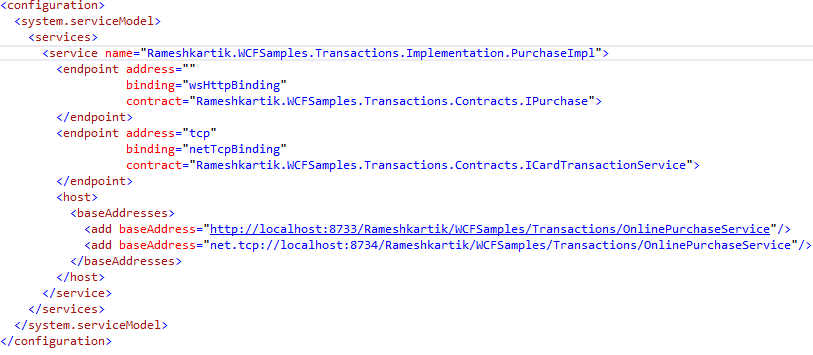 <configuration>
  <system.serviceModel>
    <services>
      <service name="Rameshkartik.WCFSamples.Transactions.Implementation.PurchaseImpl">
        <endpoint address=""
                  binding="wsHttpBinding"
                  contract="Rameshkartik.WCFSamples.Transactions.Contracts.IPurchase">
        </endpoint>
        <endpoint address="tcp"
                  binding="netTcpBinding"
                  contract="Rameshkartik.WCFSamples.Transactions.Contracts.ICardTransactionService">
        </endpoint>
        <host>
          <baseAddresses>
            <add baseAddress="http://localhost:8733/Rameshkartik/WCFSamples/Transactions/OnlinePurchaseService"/>
            <add baseAddress="net.tcp://localhost:8734/Rameshkartik/WCFSamples/Transactions/OnlinePurchaseService"/>
          </baseAddresses>
        </host>
      </service>
    </services>
  </system.serviceModel>
</configuration>